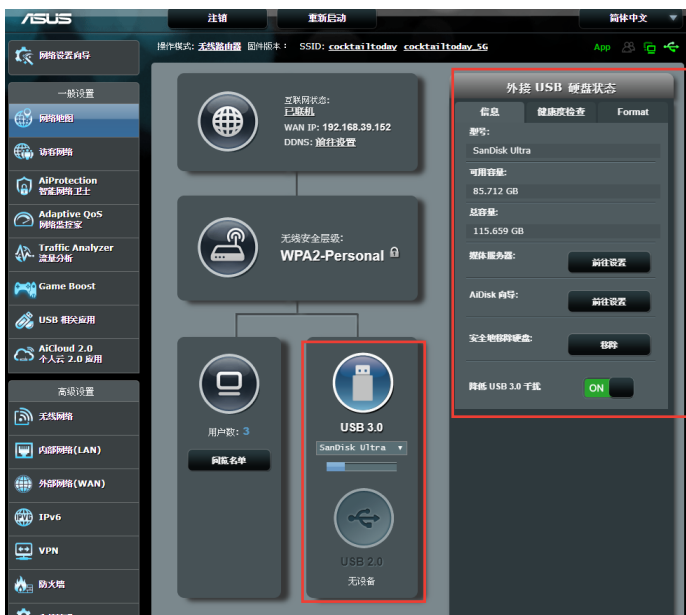 ASUS
注销
重新启动
简体中文
操作模式: 无线路由器 固件版本: SSID: cocktailtoday cocktailtoday_5G
App
网络设置向导
一般设置
网络地图
访客网络
AiProtection
智能网络卫士
Adaptive QoS
网络监控家
Traffic Analyzer
流量分析
Game Boost
USB 相关应用
AiCloud 2.0
个人云 2.0 应用
高级设置
无线网络
内部网络(LAN)
外部网络(WAN)
IPv6
VPN
防火墙
互联网状态:
已联机
WAN IP: 192.168.39.152
DDNS: 前往设置
无线安全层级:
WPA2-Personal
用户数: 3
阅览名单
USB 3.0
SanDisk Ultra
USB 2.0
无设备
外接 USB 硬盘状态
信息
健康度检查
Format
型号:
SanDisk Ultra
可用容量:
85.712 GB
总容量:
115.659 GB
媒体服务器:
前往设置
AiDisk 向导:
前往设置
安全地移除硬盘:
移除
降低 USB 3.0 干扰
ON